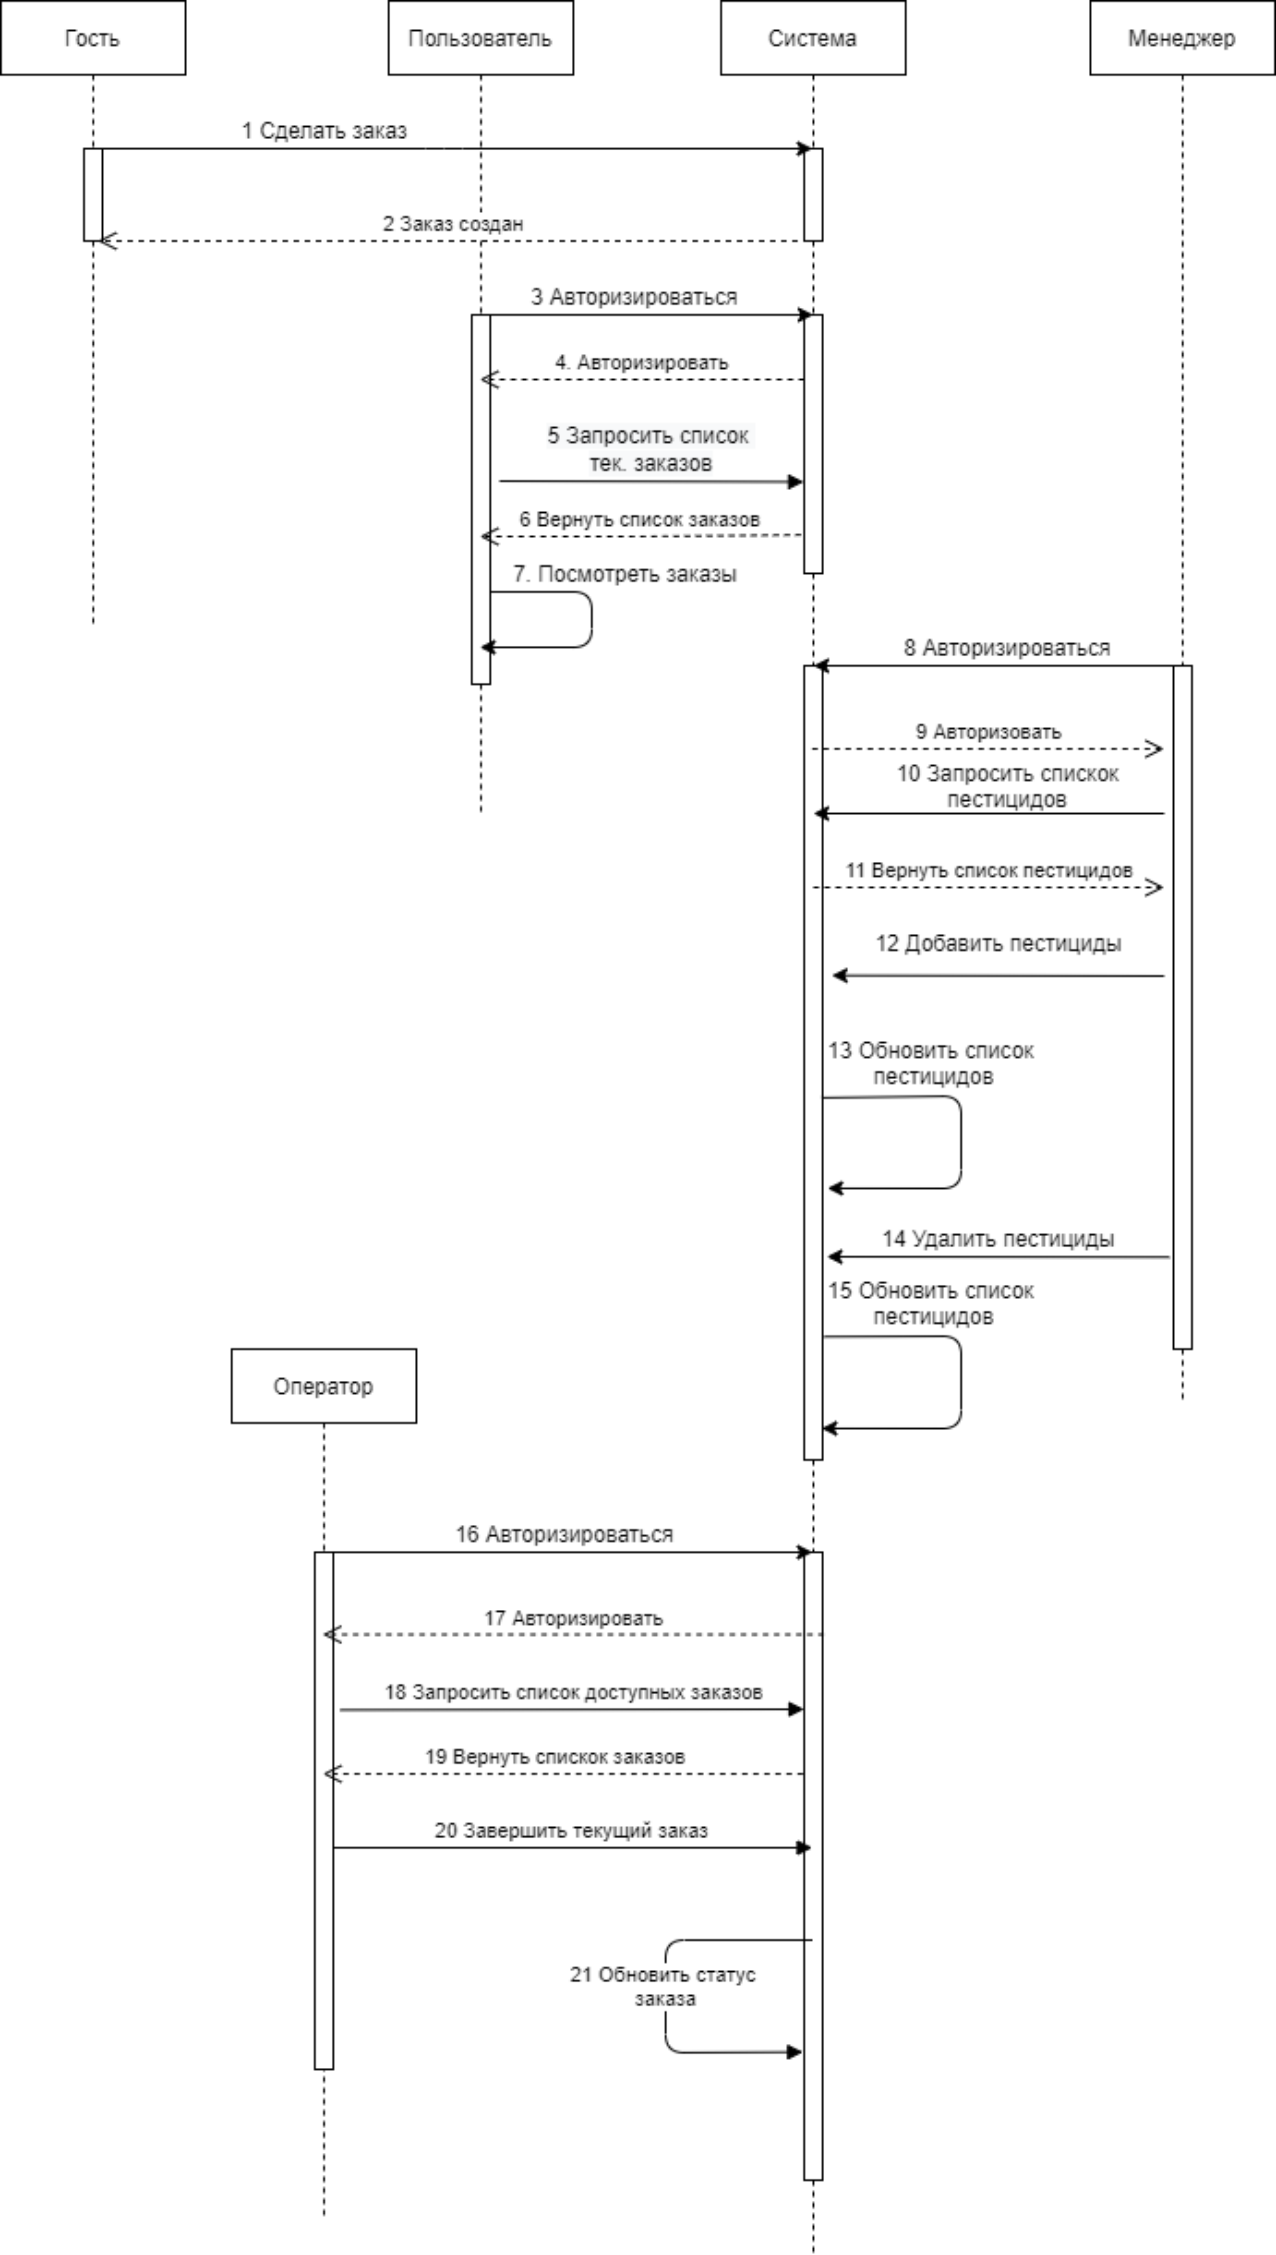 Гость
Пользователь
Система
Менеджер
1 Сделать заказ
2 Заказ создан
3 Авторизироваться
4. Авторизировать
5 Запросить список
тек. заказов
6 Вернуть список заказов
7. Посмотреть заказы
8 Авторизироваться
9 Авторизовать
10 Запросить спискок
пестицидов
11 Вернуть список пестицидов
12 Добавить пестициды
13 Обновить список
пестицидов
14 Удалить пестициды
15 Обновить список
пестицидов
Оператор
16 Авторизироваться
17 Авторизировать
18 Запросить список доступных заказов
19 Вернуть спискок заказов
20 Завершить текущий заказ
21 Обновить статус
заказа